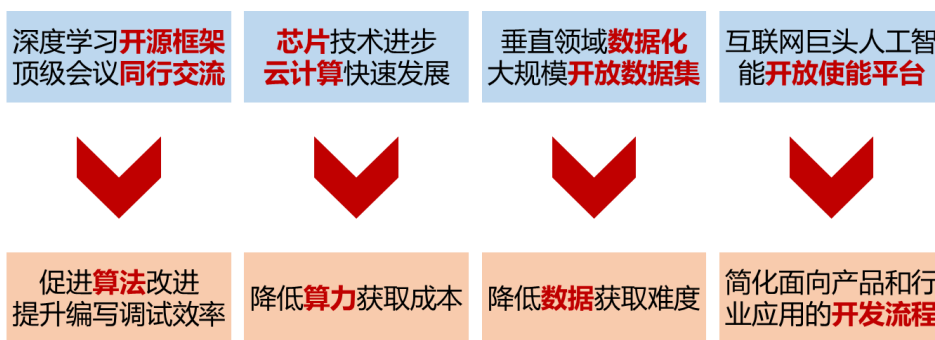 深度学习开源框架
顶级会议同行交流
芯片技术进步
云计算快速发展
垂直领域数据化
大规模开放数据集
互联网巨头人工智
能开放使能平台
促进算法改进
提升编写调试效率
降低算力获取成本
降低数据获取难度
简化面向产品和行
业应用的开发流程